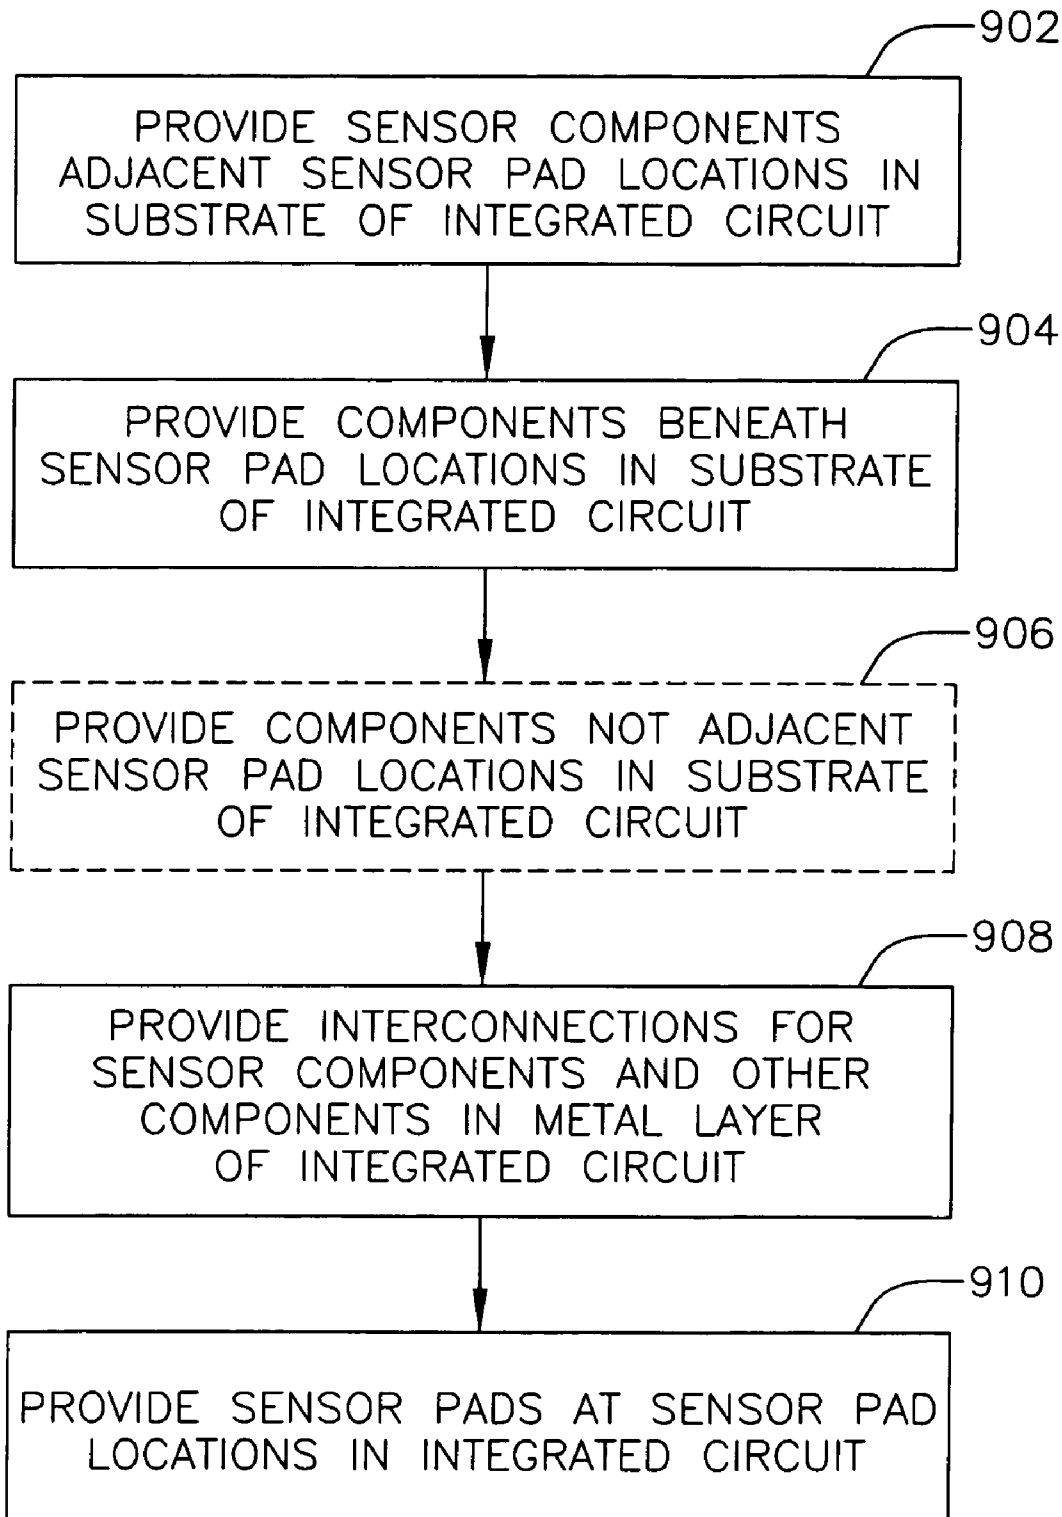 902
PROVIDE SENSOR COMPONENTS
ADJACENT SENSOR PAD LOCATIONS IN
SUBSTRATE OF INTEGRATED CIRCUIT
904
PROVIDE COMPONENTS BENEATH
SENSOR PAD LOCATIONS IN SUBSTRATE
OF INTEGRATED CIRCUIT
906
PROVIDE COMPONENTS NOT ADJACENT
SENSOR PAD LOCATIONS IN SUBSTRATE
OF INTEGRATED CIRCUIT
908
PROVIDE INTERCONNECTIONS FOR
SENSOR COMPONENTS AND OTHER
COMPONENTS IN METAL LAYER
OF INTEGRATED CIRCUIT
910
PROVIDE SENSOR PADS AT SENSOR PAD
LOCATIONS IN INTEGRATED CIRCUIT